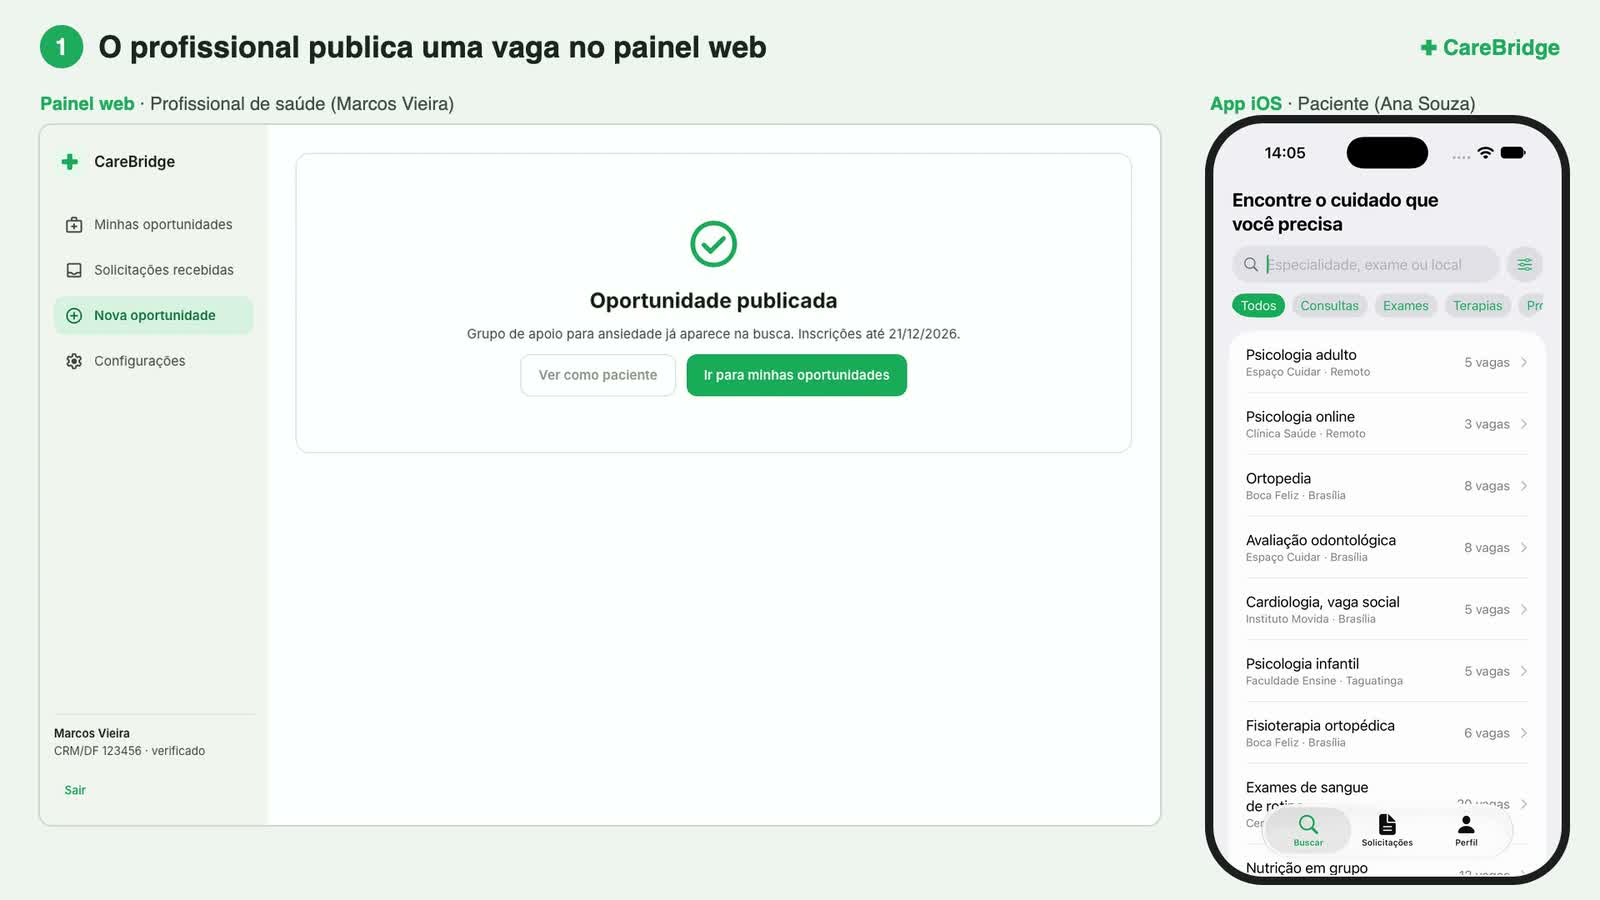 1 O profissional publica uma vaga no painel web
CareBridge
Painel web · Profissional de saúde (Marcos Vieira)
CareBridge
Minhas oportunidades
Solicitações recebidas
Nova oportunidade
Configurações
Marcos Vieira
CRM/DF 123456 · verificado
Sair
Oportunidade publicada
Grupo de apoio para ansiedade já aparece na busca. Inscrições até 21/12/2026.
Ver como paciente
Ir para minhas oportunidades
App iOS · Paciente (Ana Souza)
14:05
Encontre o cuidado que
você precisa
Especialidade, exame ou local
Todos Consultas Exames Terapias
Psicologia adulto
Espaço Cuidar · Remoto
5 vagas
Psicologia online
Clínica Saúde · Remoto
3 vagas
Ortopedia
Boca Feliz · Brasília
8 vagas
Avaliação odontológica
Espaço Cuidar · Brasília
8 vagas
Cardiologia, vaga social
Instituto Movida · Brasília
5 vagas
Psicologia infantil
Faculdade Ensine · Taguatinga
5 vagas
Fisioterapia ortopédica
Boca Feliz · Brasília
6 vagas
Exames de sangue
de rotina
20 vagas
Buscar
Solicitações
Perfil
Nutrição em grupo
12 vagas